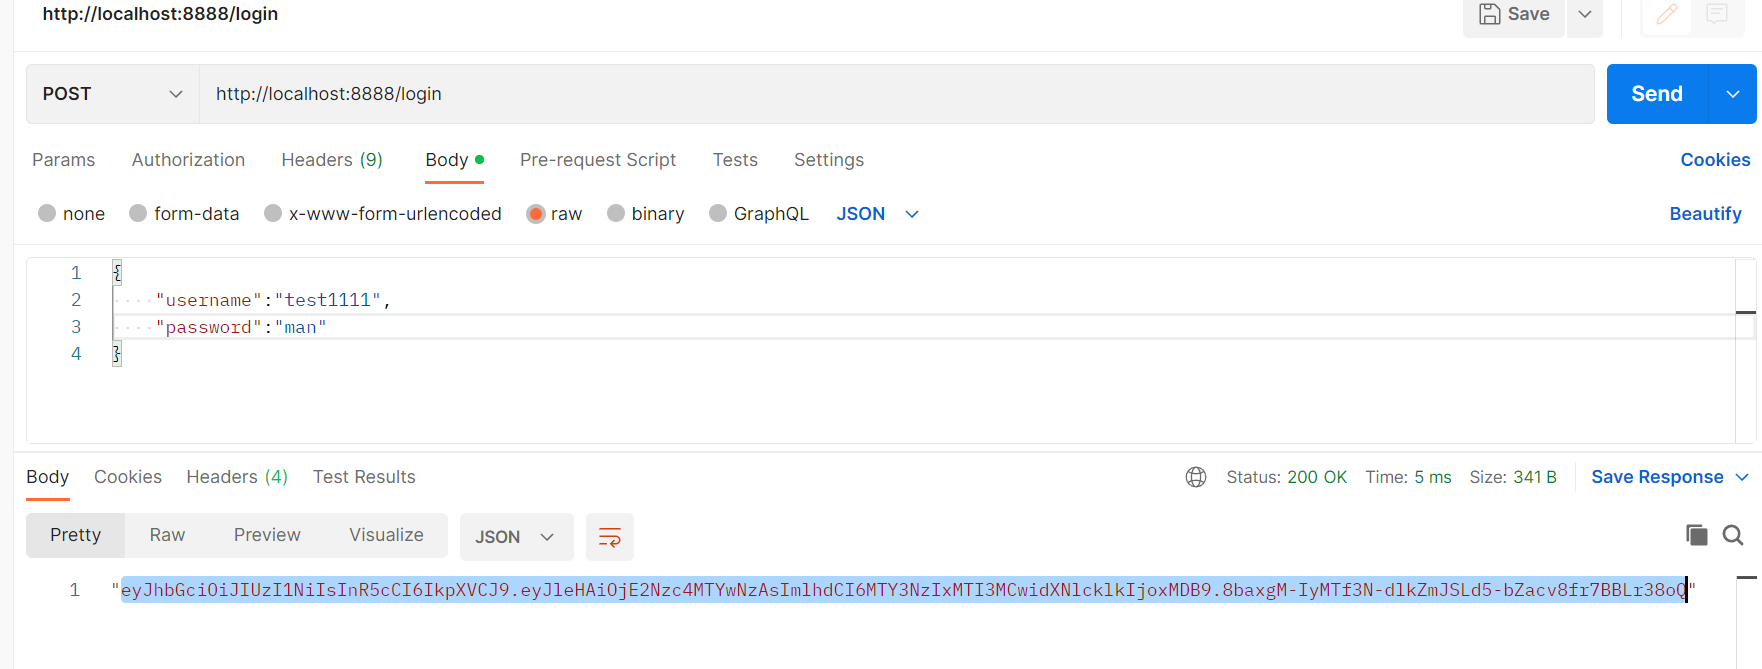 http://localhost:8888/login
Save
POST
http://localhost:8888/login
Send
Params Authorization Headers (9) Body Pre-request Script Tests Settings Cookies
none form-data x-www-form-urlencoded raw binary GraphQL JSON Beautify
1 {
2 "username":"test1111",
3 "password":"man"
4 }
Body Cookies Headers (4) Test Results Status: 200 OK Time: 5 ms Size: 341 B Save Response
Pretty Raw Preview Visualize JSON
1 "eyJhbGciOiJIUzI1NiIsInR5cCI6IkpXVCJ9.eyJleHAiOjE2Nzc4MTYwNzAsImlhdCI6MTY3NzIxMTI3MCwidXNlcklkIjoxMDB9.8baxgM-IyMTf3N-dlkZmJSLd5-bZacv8fr7BBLr38oQ"